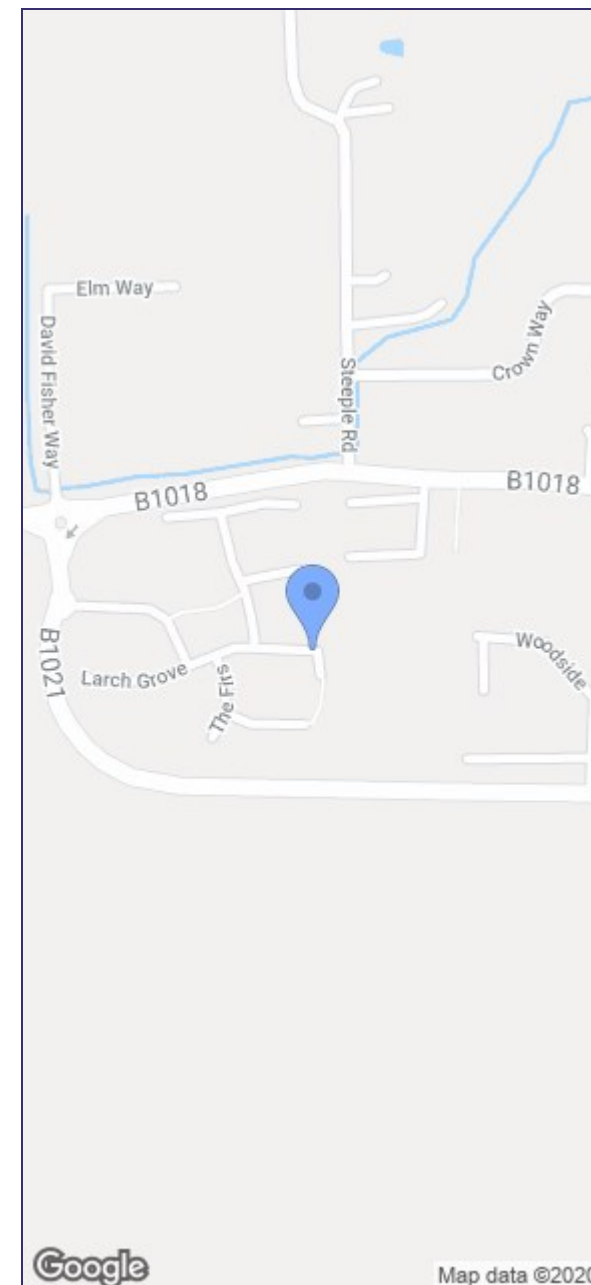 Elm Way
David Fisher Way
Steeple Rd
Crown Way
B1018
B1018
B1021
Larch Grove
The Firs
Woodside
Google
Map data ©2020